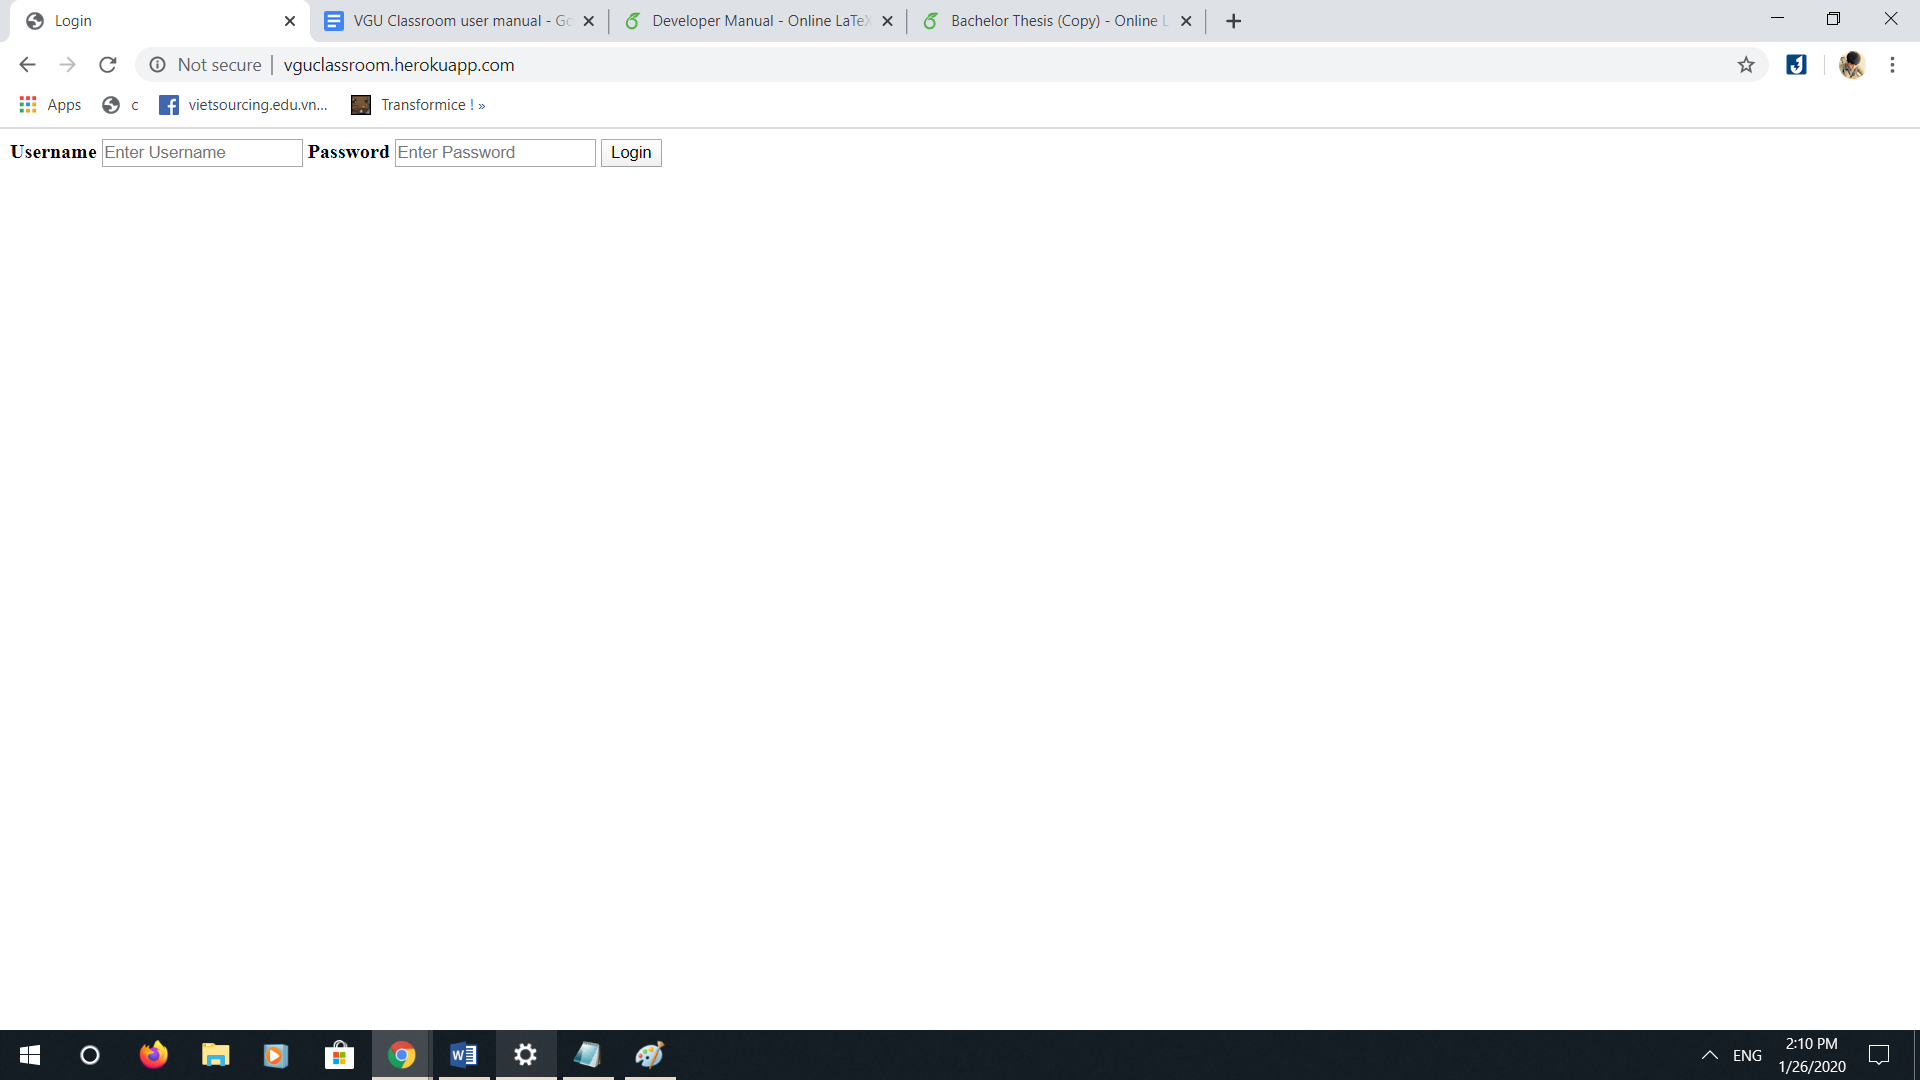 Login
VGU Classroom user manual - Go
Developer Manual - Online LaTeX
Bachelor Thesis (Copy) - Online L
Not secure | vguclassroom.herokuapp.com
Apps c vietsourcing.edu.vn... Transformice ! »
Username Enter Username Password Enter Password Login
ENG
2:10 PM
1/26/2020